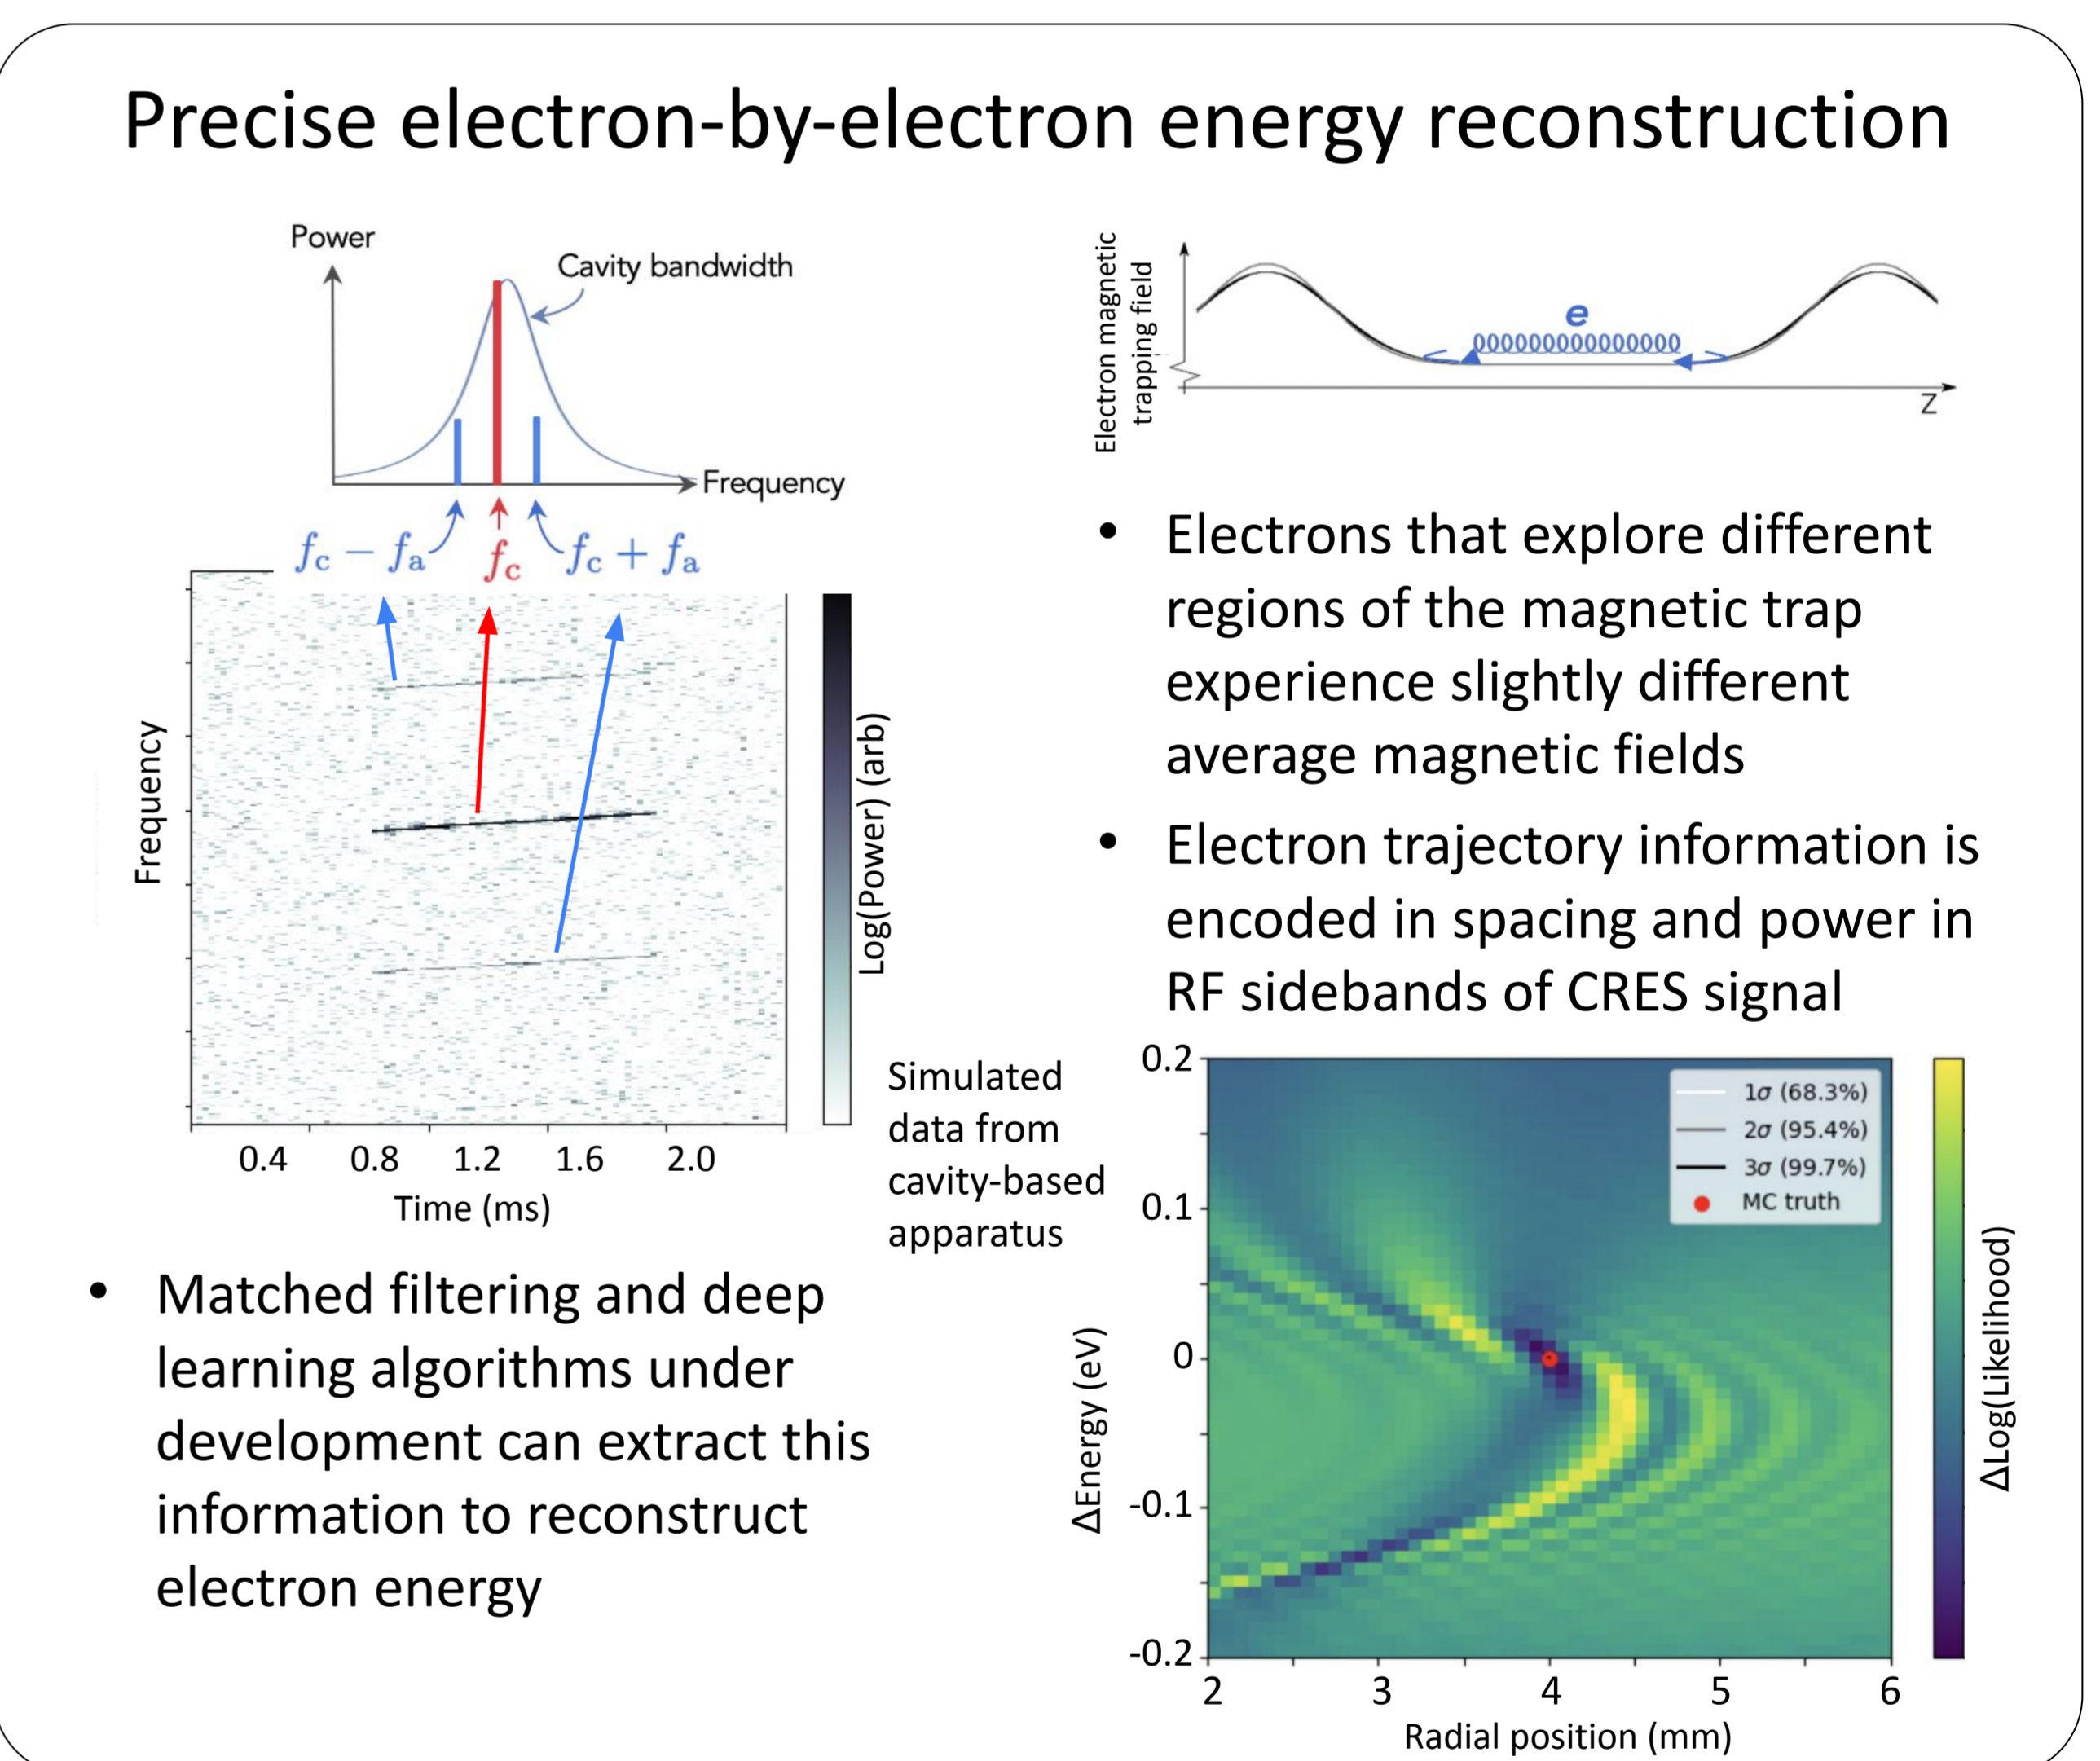 Precise electron-by-electron energy reconstruction
Power
Cavity bandwidth
Frequency
fc − fa
fc
fc + fa
Frequency
Log(Power) (arb)
0.4 0.8 1.2 1.6 2.0
Time (ms)
Simulated
data from
cavity-based
apparatus
• Matched filtering and deep
learning algorithms under
development can extract this
information to reconstruct
electron energy
Electron magnetic
trapping field
e
Z
• Electrons that explore different
regions of the magnetic trap
experience slightly different
average magnetic fields
• Electron trajectory information is
encoded in spacing and power in
RF sidebands of CRES signal
0.2
0.1
0
-0.1
-0.2
ΔEnergy (eV)
1σ (68.3%)
2σ (95.4%)
3σ (99.7%)
MC truth
ΔLog(Likelihood)
2 3 4 5 6
Radial position (mm)